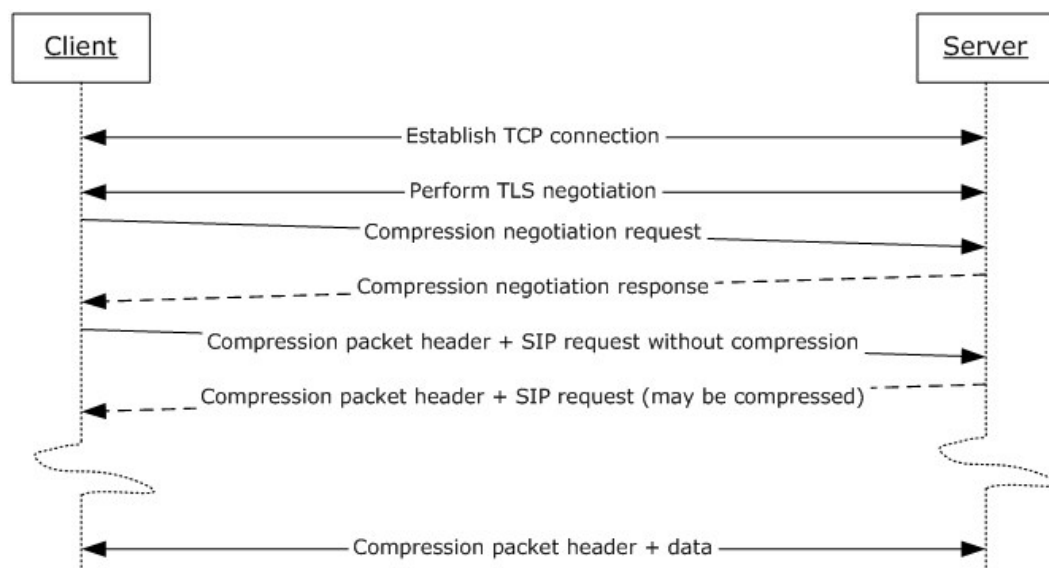 Client
Server
Establish TCP connection
Perform TLS negotiation
Compression negotiation request
Compression negotiation response
Compression packet header + SIP request without compression
Compression packet header + SIP request (may be compressed)
Compression packet header + data